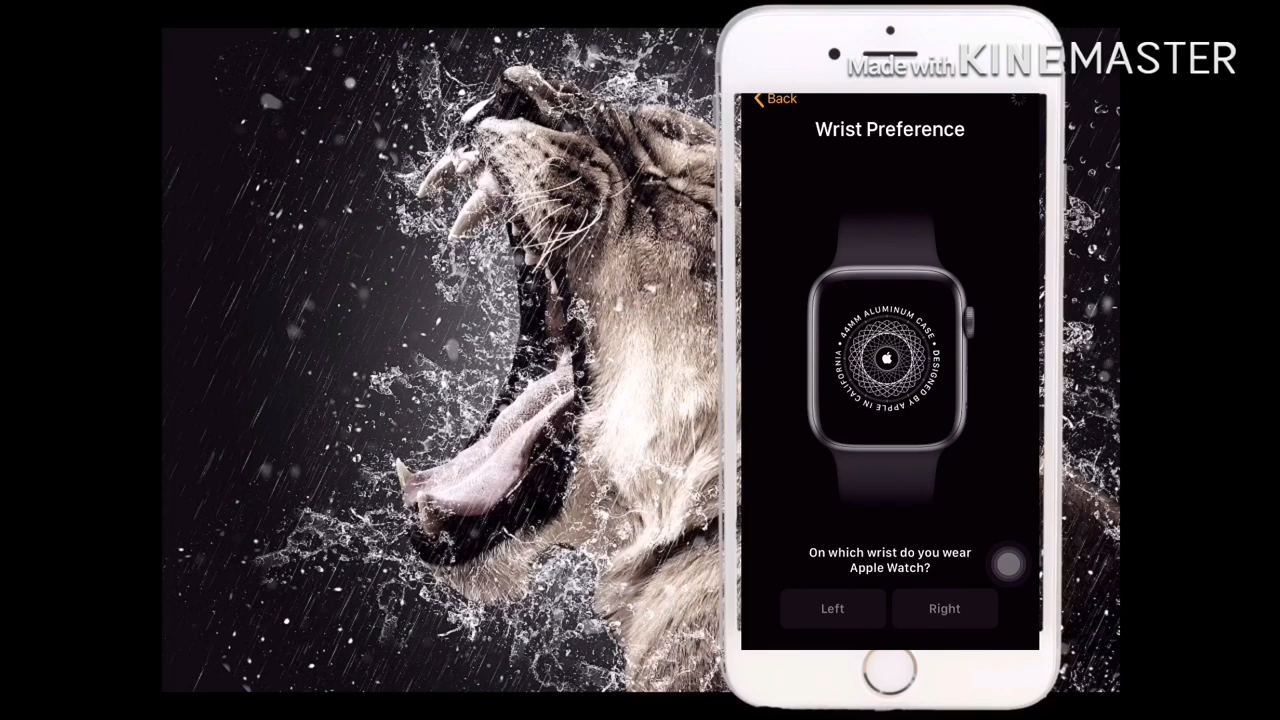 Made with KINEMASTER
Back
Wrist Preference
44MM ALUMINUM CASE • DESIGNED BY APPLE IN CALIFORNIA •
On which wrist do you wear
Apple Watch?
Left Right